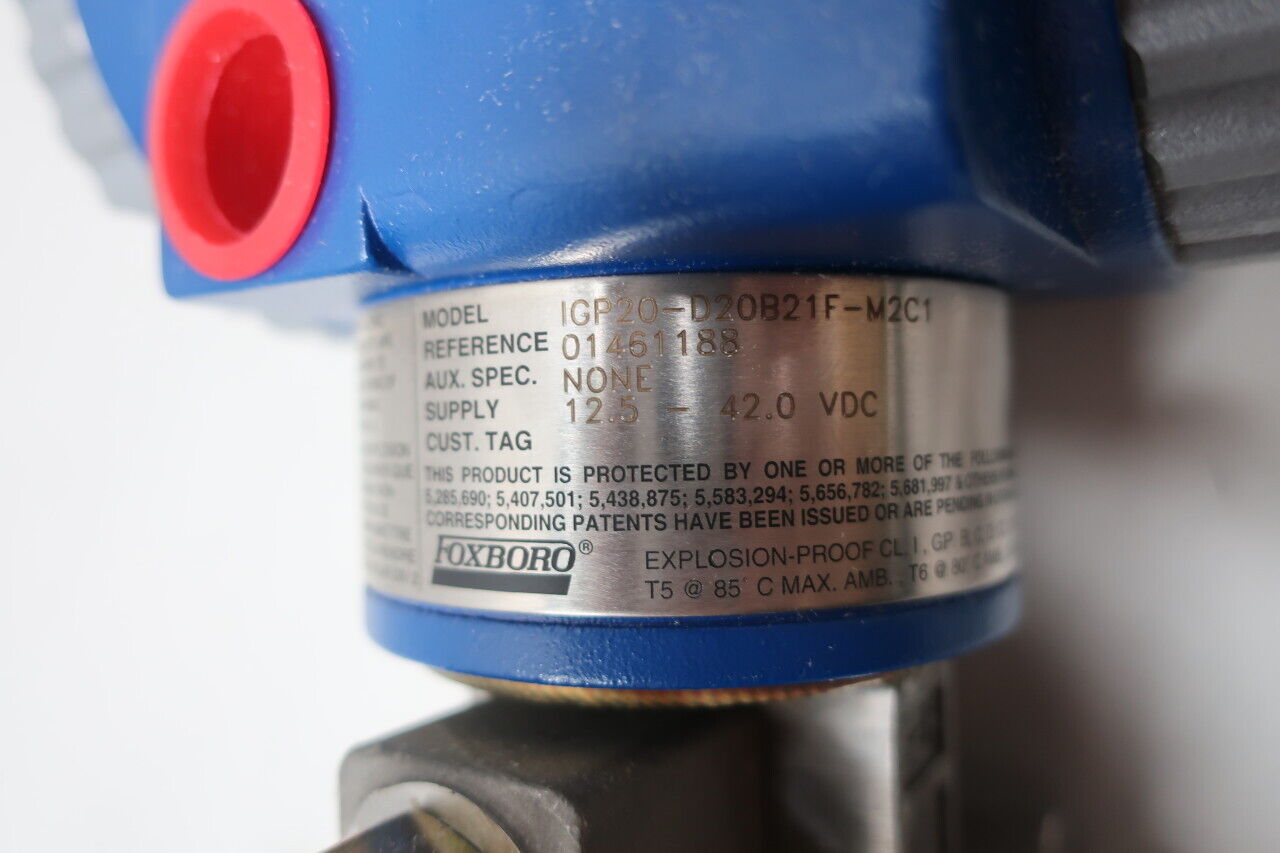 MODEL IGP20-D20B21F-M2C1
REFERENCE 01461188
AUX. SPEC. NONE
SUPPLY 12.5 - 42.0 VDC
CUST. TAG
THIS PRODUCT IS PROTECTED BY ONE OR MORE OF THE
5,285,690; 5,407,501; 5,438,875; 5,583,294; 5,656,782; 5,681,997 &
CORRESPONDING PATENTS HAVE BEEN ISSUED OR ARE PENDING
FOXBORO®
EXPLOSION-PROOF CL. I, GP. B, C, D
T5 @ 85° C MAX. AMB., T6 @ 80° C